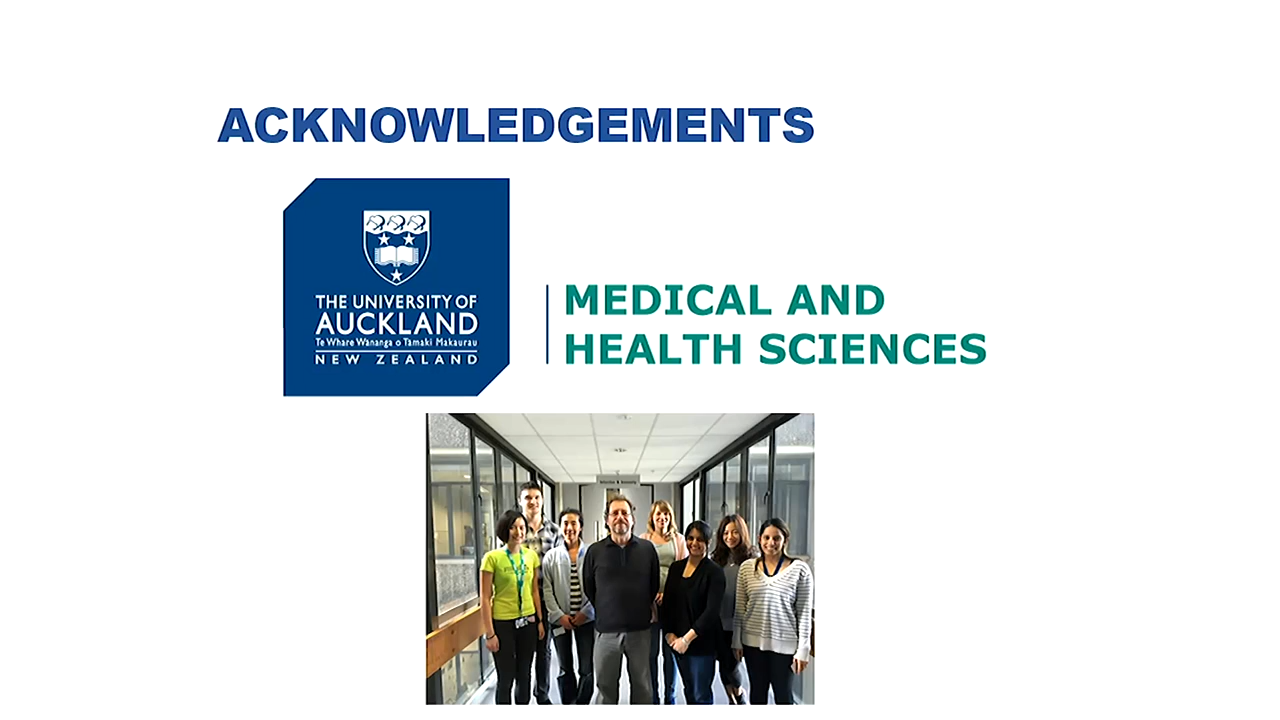 ACKNOWLEDGEMENTS
THE UNIVERSITY OF
AUCKLAND
Te Whare Wānanga o Tāmaki Makaurau
NEW ZEALAND
MEDICAL AND
HEALTH SCIENCES